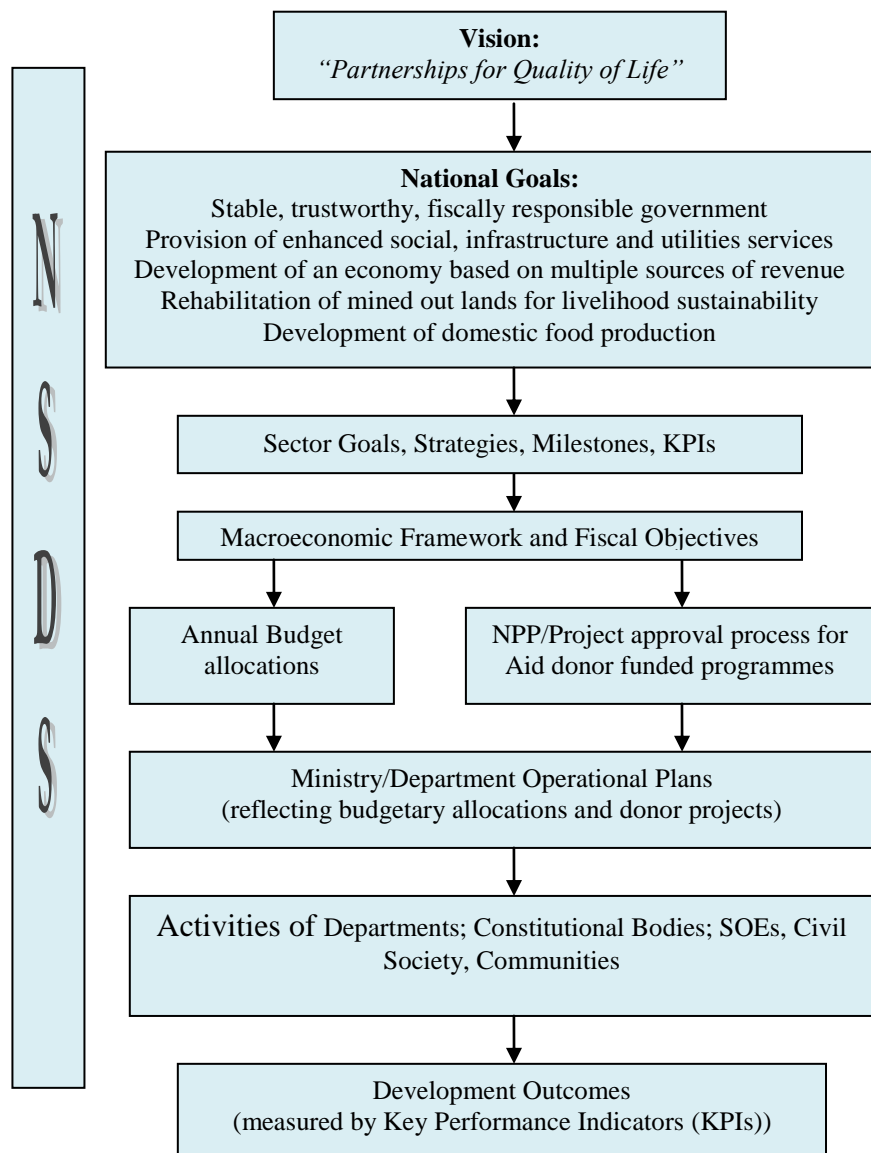 N
S
D
S
Vision:
“Partnerships for Quality of Life”
National Goals:
Stable, trustworthy, fiscally responsible government
Provision of enhanced social, infrastructure and utilities services
Development of an economy based on multiple sources of revenue
Rehabilitation of mined out lands for livelihood sustainability
Development of domestic food production
Sector Goals, Strategies, Milestones, KPIs
Macroeconomic Framework and Fiscal Objectives
Annual Budget
allocations
NPP/Project approval process for
Aid donor funded programmes
Ministry/Department Operational Plans
(reflecting budgetary allocations and donor projects)
Activities of Departments; Constitutional Bodies; SOEs, Civil
Society, Communities
Development Outcomes
(measured by Key Performance Indicators (KPIs))